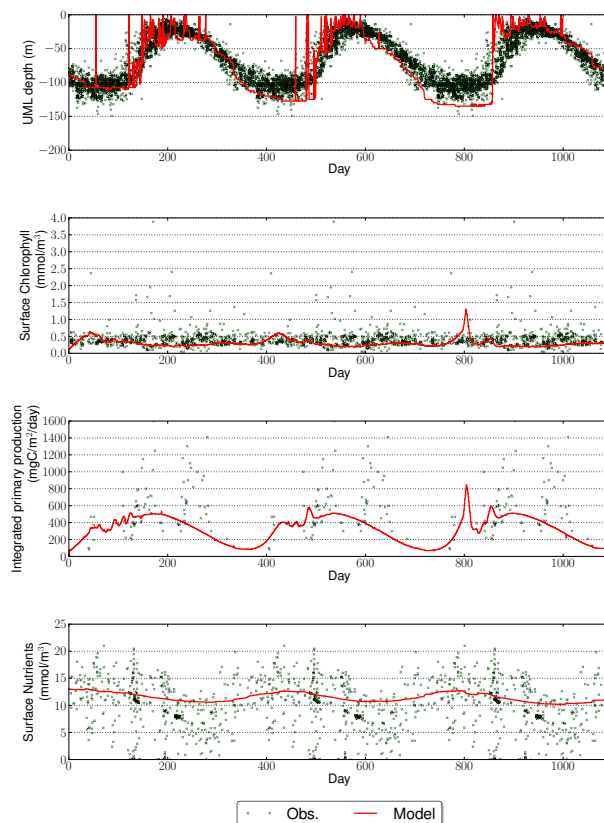 0
−50
−100
−150
−200
UML depth (m)
0 200 400 600 800 1000
Day
4.0
3.5
3.0
2.5
2.0
1.5
1.0
0.5
0.0
Surface Chlorophyll
(mmol/m³)
0 200 400 600 800 1000
Day
1600
1400
1200
1000
800
600
400
200
0
Integrated primary production
(mgC/m²/day)
0 200 400 600 800 1000
Day
25
20
15
10
5
0
Surface Nutrients
(mmol/m³)
0 200 400 600 800 1000
Day
Obs. Model